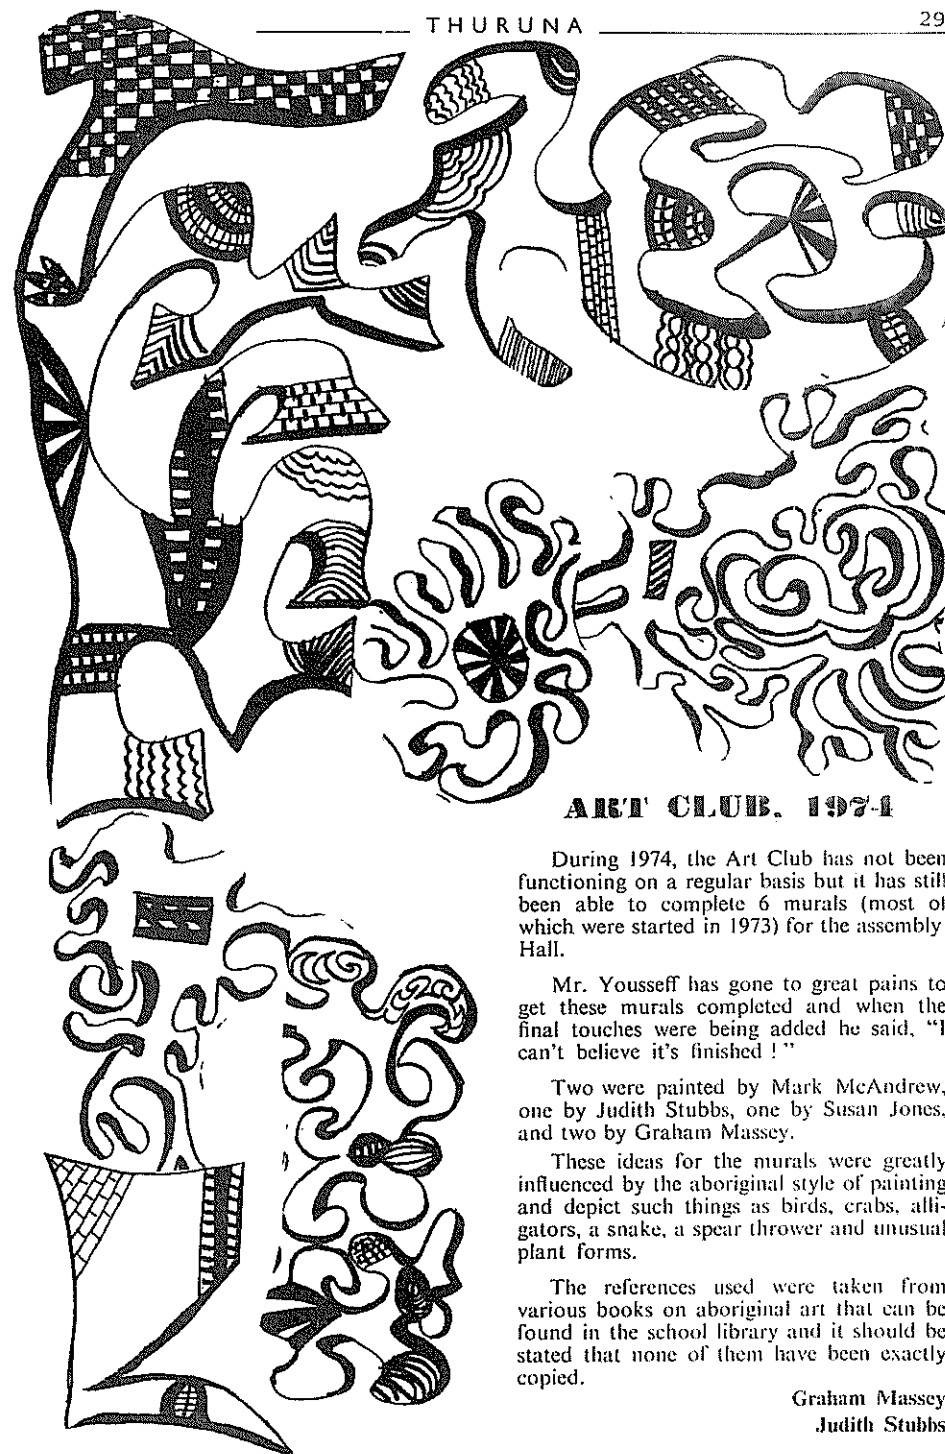 THURUNA
29
ART CLUB, 1974
During 1974, the Art Club has not been
functioning on a regular basis but it has still
been able to complete 6 murals (most of
which were started in 1973) for the assembly
Hall.
Mr. Yousseff has gone to great pains to
get these murals completed and when the
final touches were being added he said, “I
can't believe it's finished ! ”
Two were painted by Mark McAndrew,
one by Judith Stubbs, one by Susan Jones,
and two by Graham Massey.
These ideas for the murals were greatly
influenced by the aboriginal style of painting
and depict such things as birds, crabs, alli-
gators, a snake, a spear thrower and unusual
plant forms.
The references used were taken from
various books on aboriginal art that can be
found in the school library and it should be
stated that none of them have been exactly
copied.
Graham Massey
Judith Stubbs